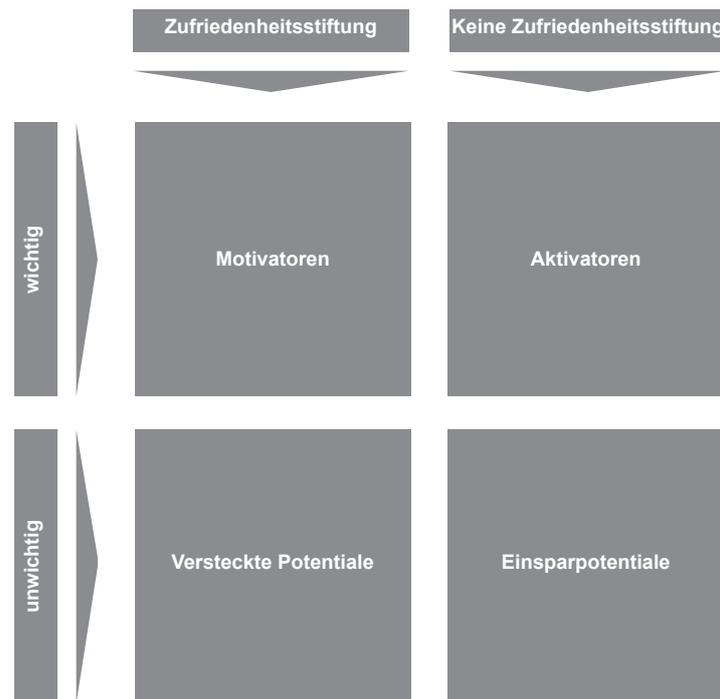 Zufriedenheitsstiftung
Keine Zufriedenheitsstiftung
wichtig
Motivatoren
Aktivatoren
unwichtig
Versteckte Potentiale
Einsparpotentiale